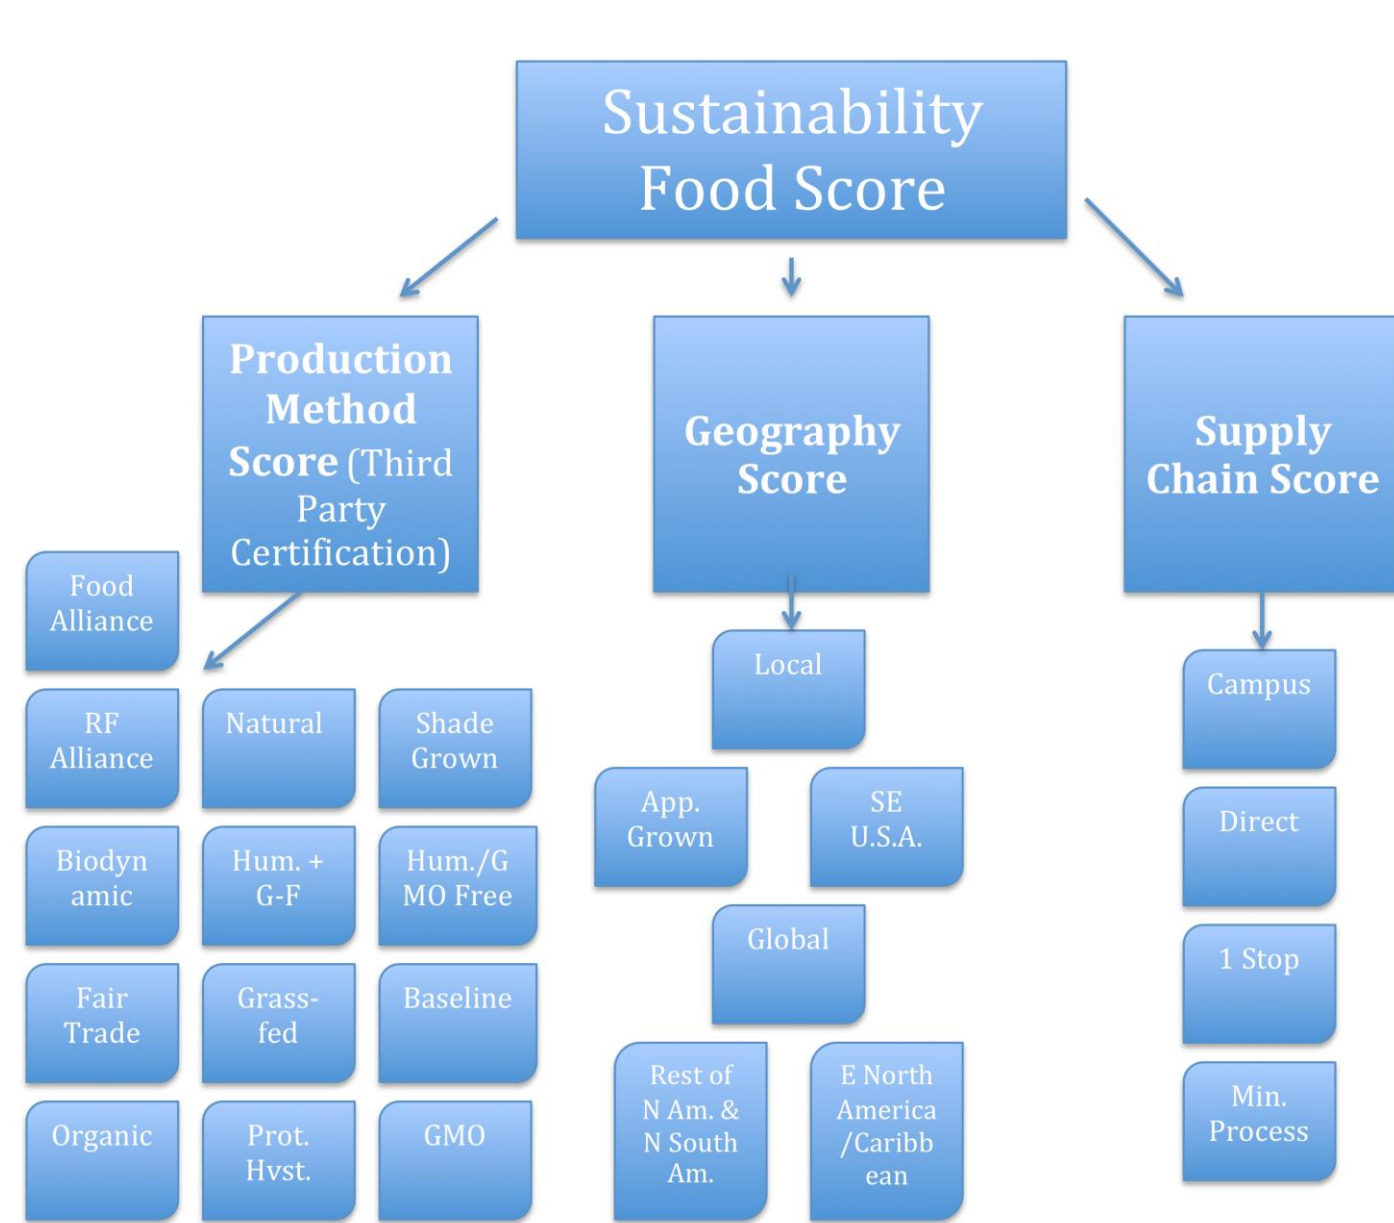 Sustainability
Food Score
Production
Method
Score (Third
Party
Certification)
Geography
Score
Supply
Chain Score
Food
Alliance
RF
Alliance
Natural
Shade
Grown
Biodyn
amic
Hum. +
G-F
Hum./G
MO Free
Fair
Trade
Grass-
fed
Baseline
Organic
Prot.
Hvst.
GMO
Local
App.
Grown
SE
U.S.A.
Global
Rest of
N Am. &
N South
Am.
E North
America
/Caribb
ean
Campus
Direct
1 Stop
Min.
Process